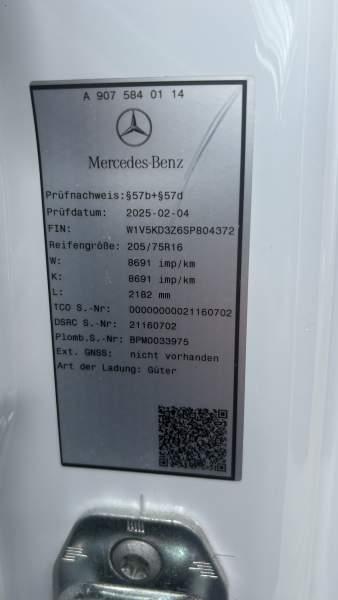 A 907 584 01 14
Mercedes-Benz
Prüfnachweis: §57b+§57d
Prüfdatum: 2025-02-04
FIN: W1V5KD3Z6SP804372
Reifengröße: 205/75R16
W: 8691 imp/km
K: 8691 imp/km
L: 2182 mm
TCO S.-Nr: 00000000021160702
DSRC S.-Nr: 21160702
Plomb.S.-Nr: BPM0033975
Ext. GNSS: nicht vorhanden
Art der Ladung: Güter